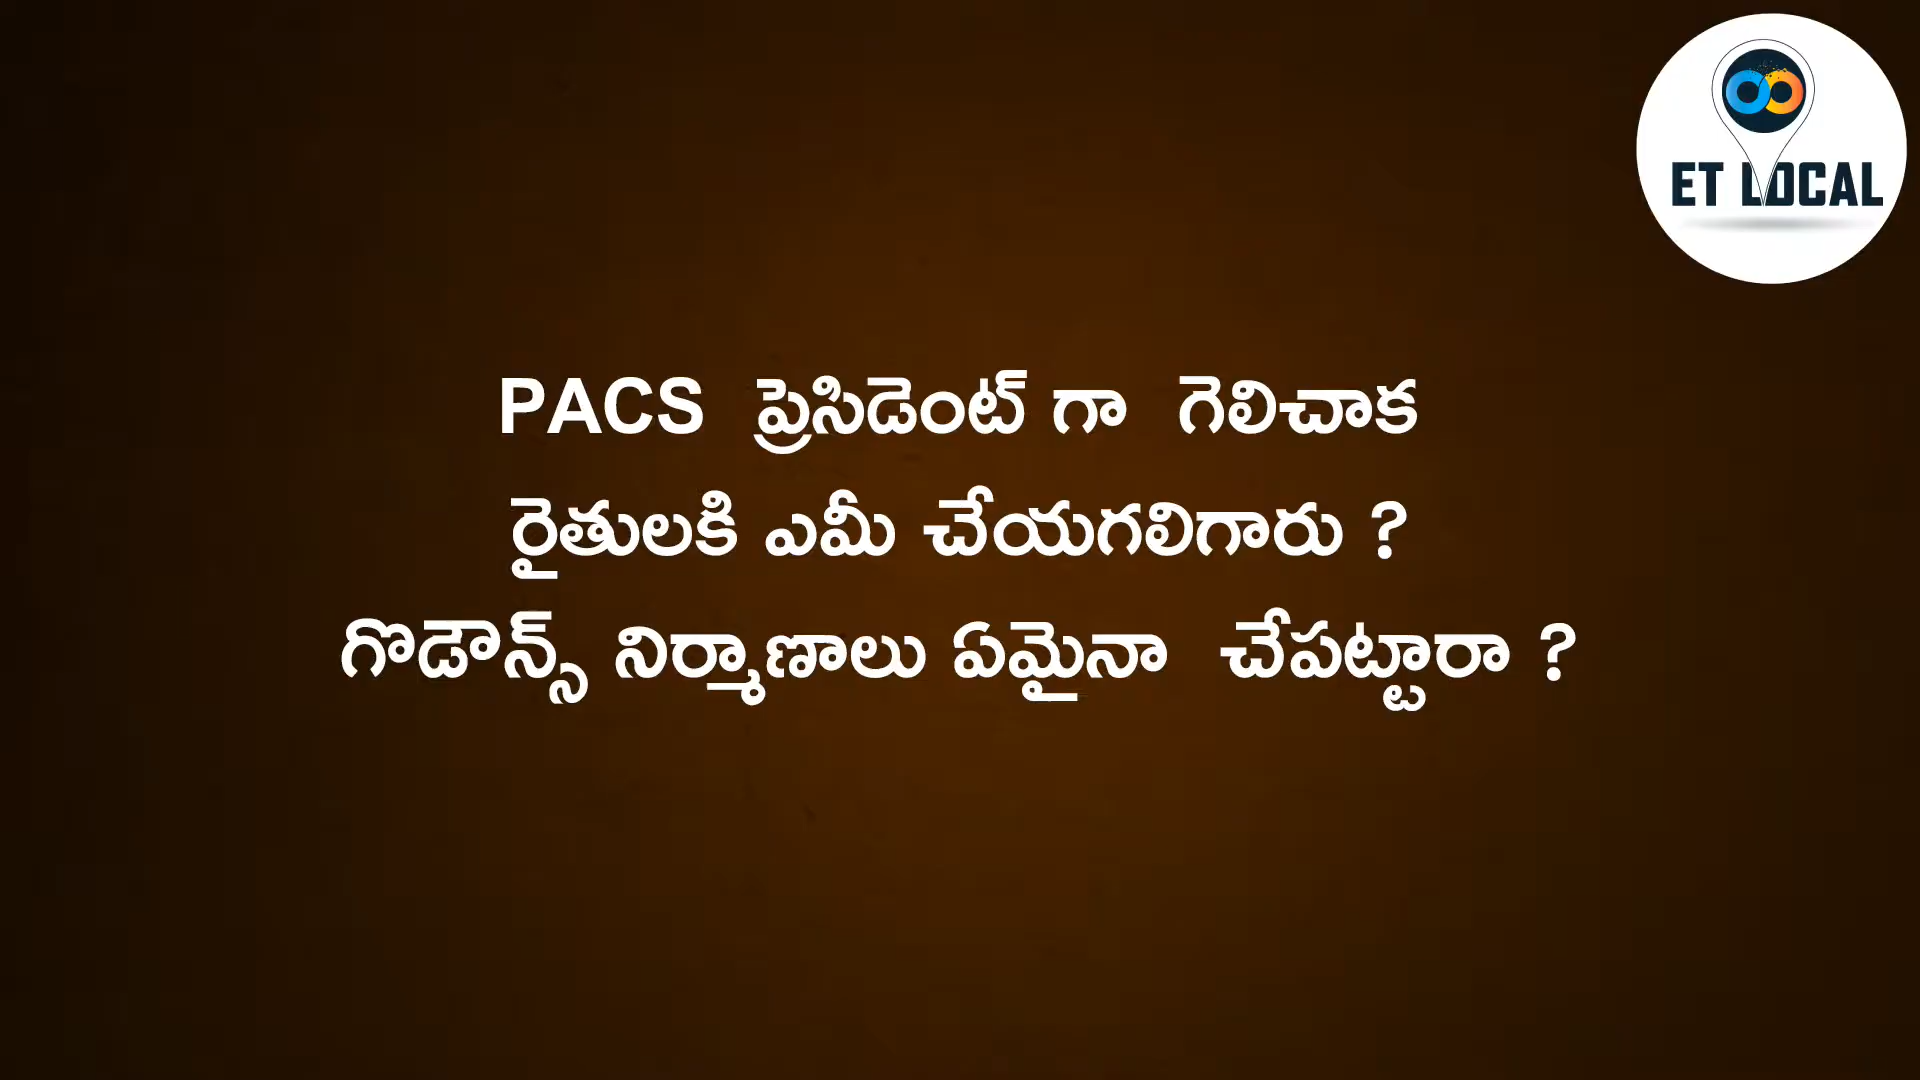 ET LOCAL
PACS ప్రెసిడెంట్ గా గెలిచాక
రైతులకి ఎమీ చేయగలిగారు ?
గొడౌన్స్ నిర్మాణాలు ఏమైనా చేపట్టారా ?